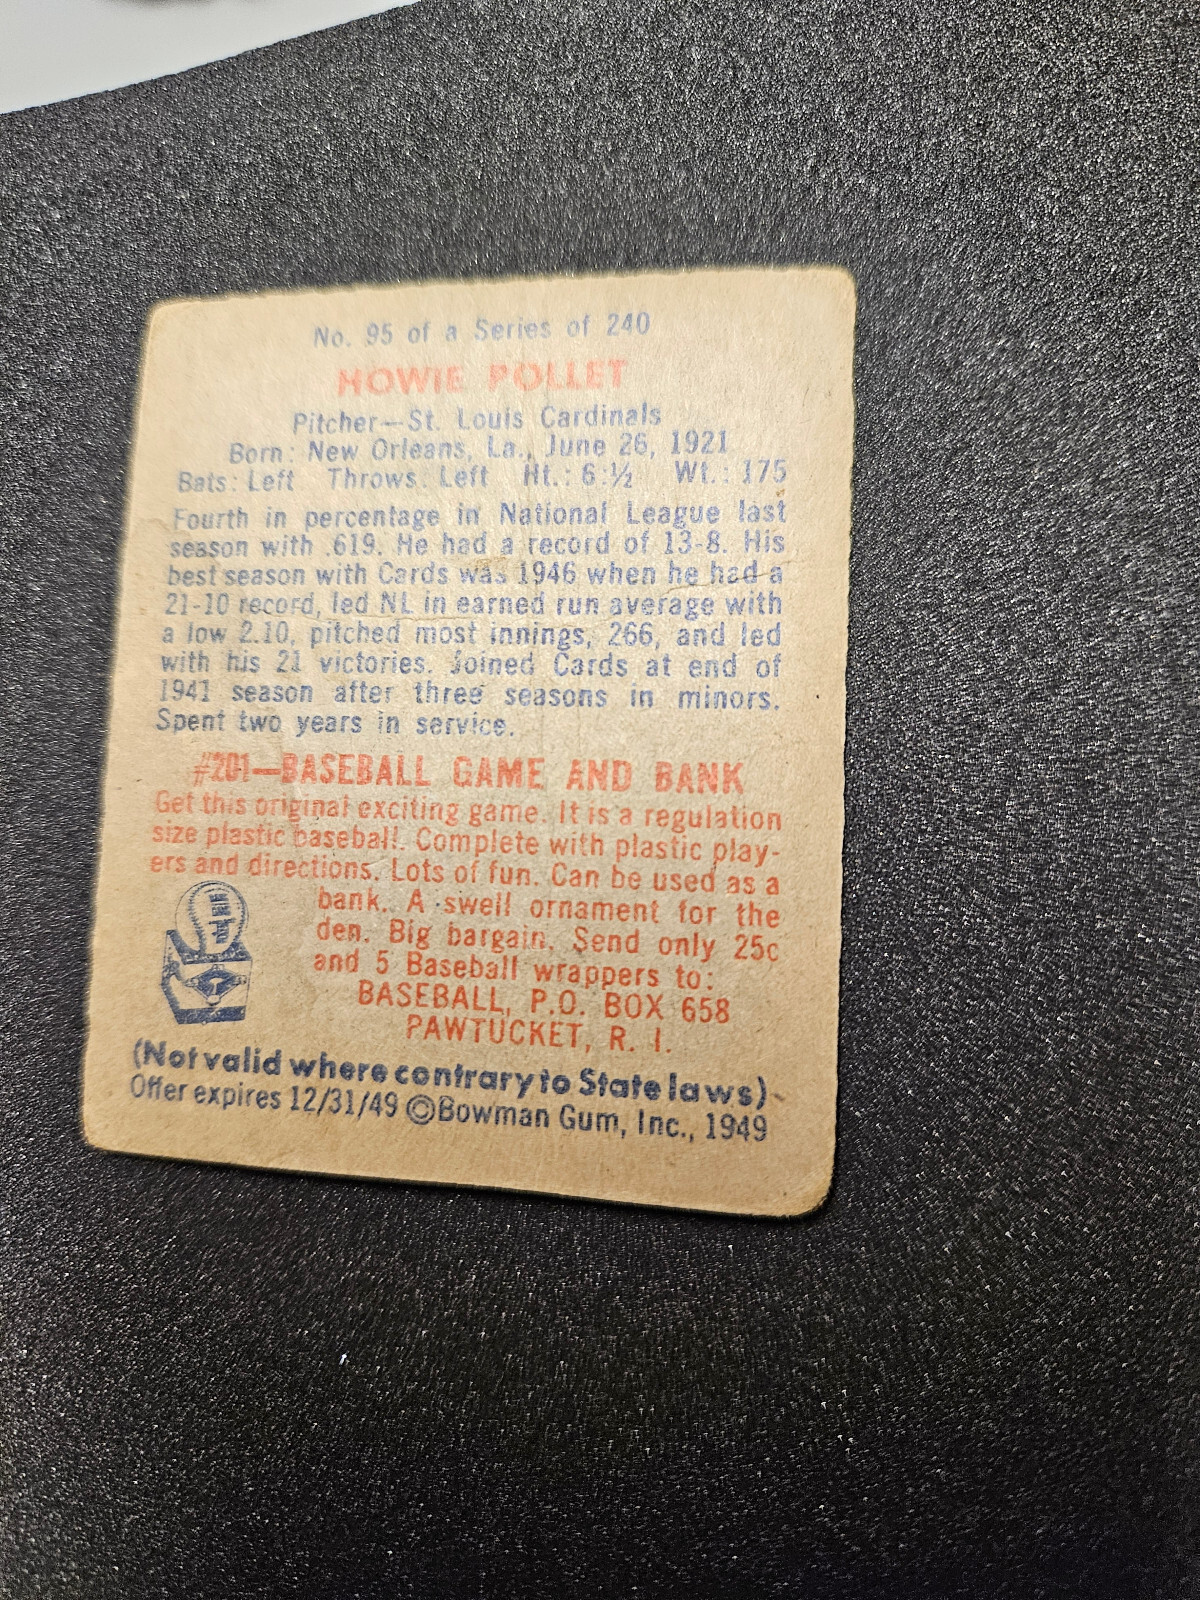 No. 95 of a Series of 240
HOWIE POLLET
Pitcher—St. Louis Cardinals
Born: New Orleans, La., June 26, 1921
Bats: Left Throws: Left Ht.: 6:½ Wt.: 175
Fourth in percentage in National League last
season with .619. He had a record of 13-8. His
best season with Cards was 1946 when he had a
21-10 record, led NL in earned run average with
a low 2.10, pitched most innings, 266, and led
with his 21 victories. Joined Cards at end of
1941 season after three seasons in minors.
Spent two years in service.
#201—BASEBALL GAME AND BANK
Get this original exciting game. It is a regulation
size plastic baseball. Complete with plastic play-
ers and directions. Lots of fun. Can be used as a
bank. A swell ornament for the
den. Big bargain. Send only 25c
and 5 Baseball wrappers to:
BASEBALL, P.O. BOX 658
PAWTUCKET, R. I.
(Not valid where contrary to State laws)
Offer expires 12/31/49 ©Bowman Gum, Inc., 1949